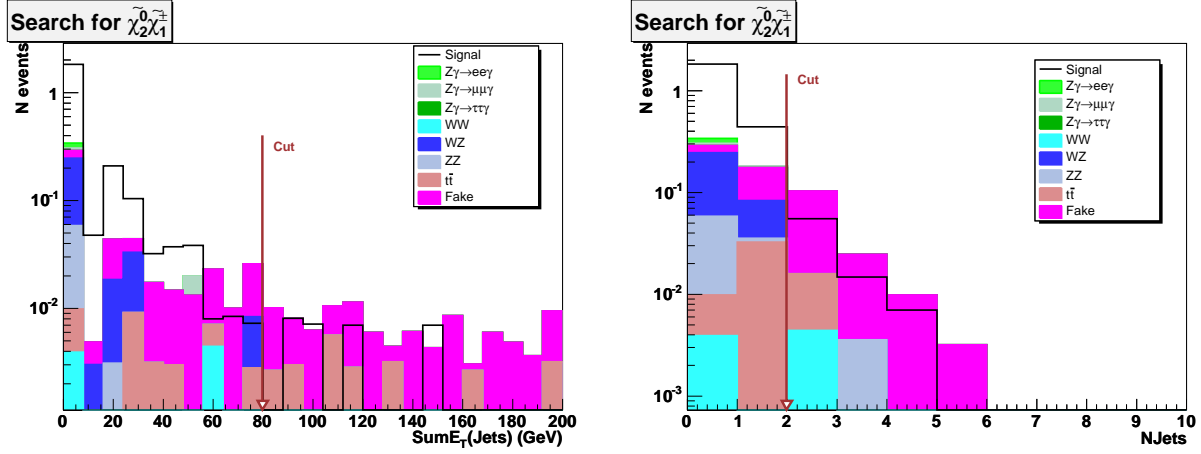 Search for χ̃⁰₂χ̃±₁
N events
1
10⁻¹
10⁻²
Cut
Signal
Zγ→eeγ
Zγ→μμγ
Zγ→ττγ
WW
WZ
ZZ
tt̄
Fake
0 20 40 60 80 100 120 140 160 180 200
SumE_T(Jets) (GeV)
Search for χ̃⁰₂χ̃±₁
N events
1
10⁻¹
10⁻²
10⁻³
Cut
Signal
Zγ→eeγ
Zγ→μμγ
Zγ→ττγ
WW
WZ
ZZ
tt̄
Fake
0 1 2 3 4 5 6 7 8 9 10
NJets